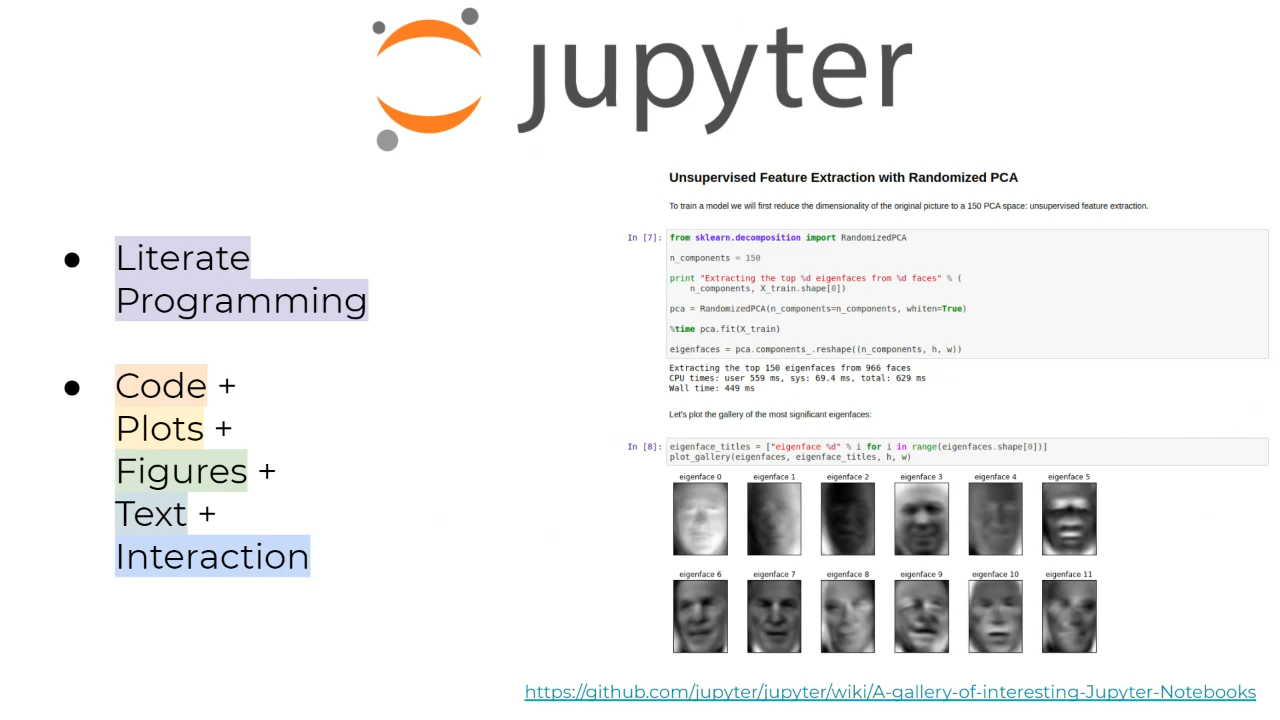 jupyter
● Literate
Programming
● Code +
Plots +
Figures +
Text +
Interaction
Unsupervised Feature Extraction with Randomized PCA
To train a model we will first reduce the dimensionality of the original picture to a 150 PCA space: unsupervised feature extraction.
In [7]: from sklearn.decomposition import RandomizedPCA
n_components = 150
print "Extracting the top %d eigenfaces from %d faces" % (
n_components, X_train.shape[0])
pca = RandomizedPCA(n_components=n_components, whiten=True)
%time pca.fit(X_train)
eigenfaces = pca.components_.reshape((n_components, h, w))
Extracting the top 150 eigenfaces from 966 faces
CPU times: user 559 ms, sys: 69.4 ms, total: 629 ms
Wall time: 449 ms
Let's plot the gallery of the most significant eigenfaces:
In [8]: eigenface_titles = ["eigenface %d" % i for i in range(eigenfaces.shape[0])]
plot_gallery(eigenfaces, eigenface_titles, h, w)
eigenface 0 eigenface 1 eigenface 2 eigenface 3 eigenface 4 eigenface 5
eigenface 6 eigenface 7 eigenface 8 eigenface 9 eigenface 10 eigenface 11
https://github.com/jupyter/jupyter/wiki/A-gallery-of-interesting-Jupyter-Notebooks